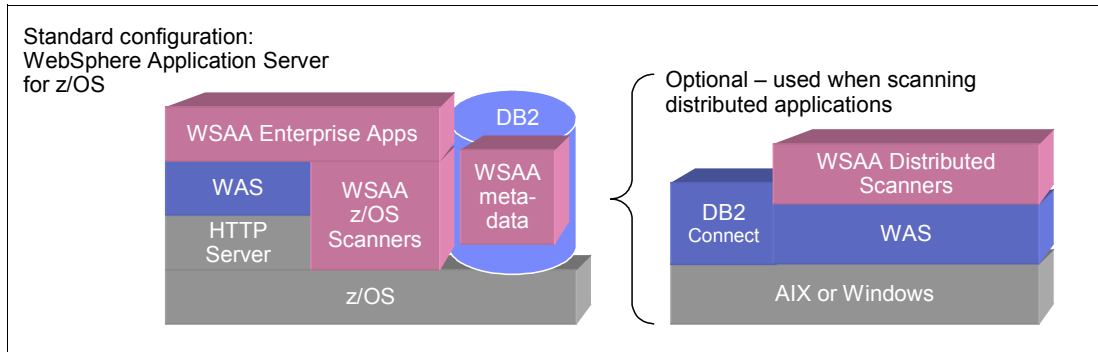 Standard configuration:
WebSphere Application Server
for z/OS
WSAA Enterprise Apps
WAS
HTTP
Server
WSAA
z/OS
Scanners
DB2
WSAA
meta-
data
z/OS
Optional – used when scanning
distributed applications
WSAA Distributed
Scanners
DB2
Connect
WAS
AIX or Windows